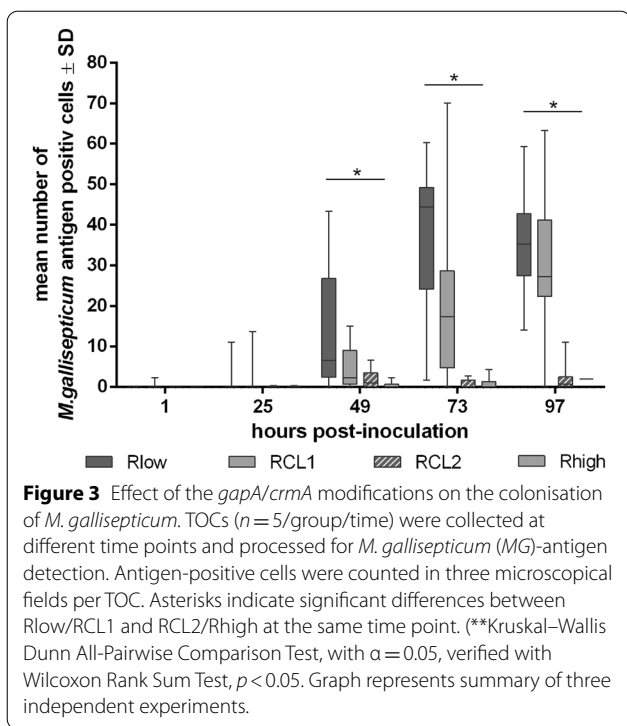 mean number of
M.gallisepticum antigen positiv cells ± SD
80
70
60
50
40
30
20
10
0
*
*
*
1
25
49
73
97
hours post-inoculation
Rlow
RCL1
RCL2
Rhigh
Figure 3 Effect of the gapA/crmA modifications on the colonisation
of M. gallisepticum. TOCs (n = 5/group/time) were collected at
different time points and processed for M. gallisepticum (MG)-antigen
detection. Antigen-positive cells were counted in three microscopical
fields per TOC. Asterisks indicate significant differences between
Rlow/RCL1 and RCL2/Rhigh at the same time point. (**Kruskal–Wallis
Dunn All-Pairwise Comparison Test, with α = 0.05, verified with
Wilcoxon Rank Sum Test, p < 0.05. Graph represents summary of three
independent experiments.